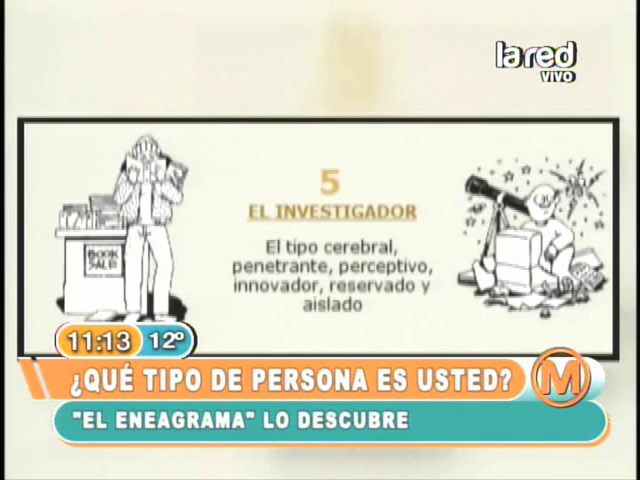 la red
VIVO
5
EL INVESTIGADOR
El tipo cerebral,
penetrante, perceptivo,
innovador, reservado y
aislado
BOOK
SALE
11:13 12°
¿QUÉ TIPO DE PERSONA ES USTED?
M
"EL ENEAGRAMA" LO DESCUBRE